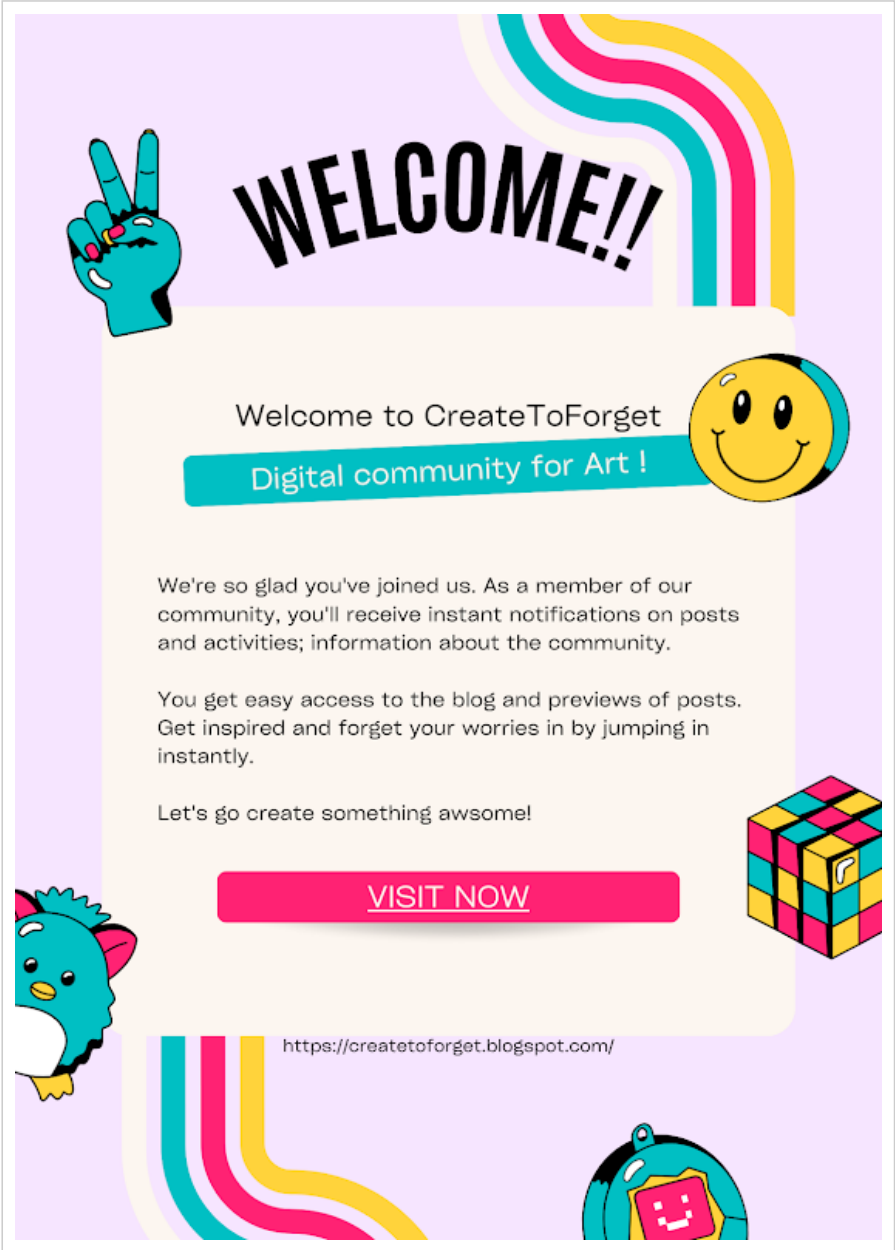 WELCOME!!
Welcome to CreateToForget
Digital community for Art !
We're so glad you've joined us. As a member of our
community, you'll receive instant notifications on posts
and activities; information about the community.
You get easy access to the blog and previews of posts.
Get inspired and forget your worries in by jumping in
instantly.
Let's go create something awsome!
VISIT NOW
https://createtoforget.blogspot.com/